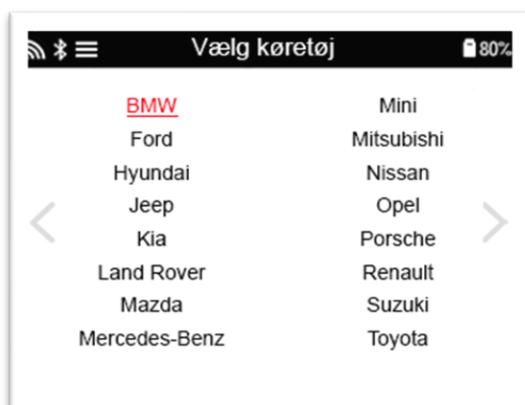 Vælg køretøj 80%
BMW Mini
Ford Mitsubishi
Hyundai Nissan
Jeep Opel
Kia Porsche
Land Rover Renault
Mazda Suzuki
Mercedes-Benz Toyota